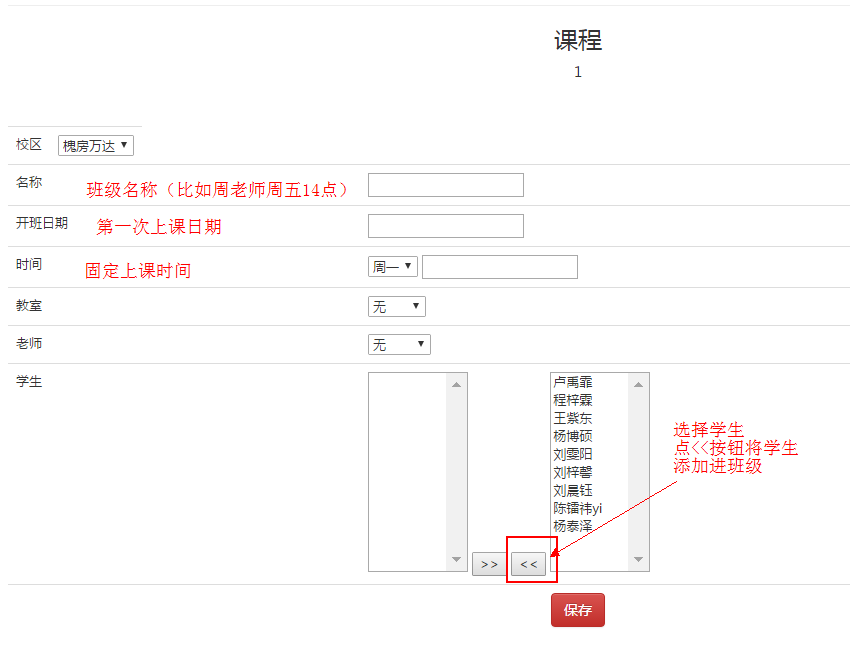 课程
1
校区 槐房万达
名称 班级名称（比如周老师周五14点）
开班日期 第一次上课日期
时间 固定上课时间 周一
教室 无
老师 无
学生
卢禹霏
程梓霖
王紫东
杨博硕
刘雯阳
刘梓馨
刘晨钰
陈镭祎yi
杨泰泽
选择学生
点<<按钮将学生
添加进班级
>> <<
保存